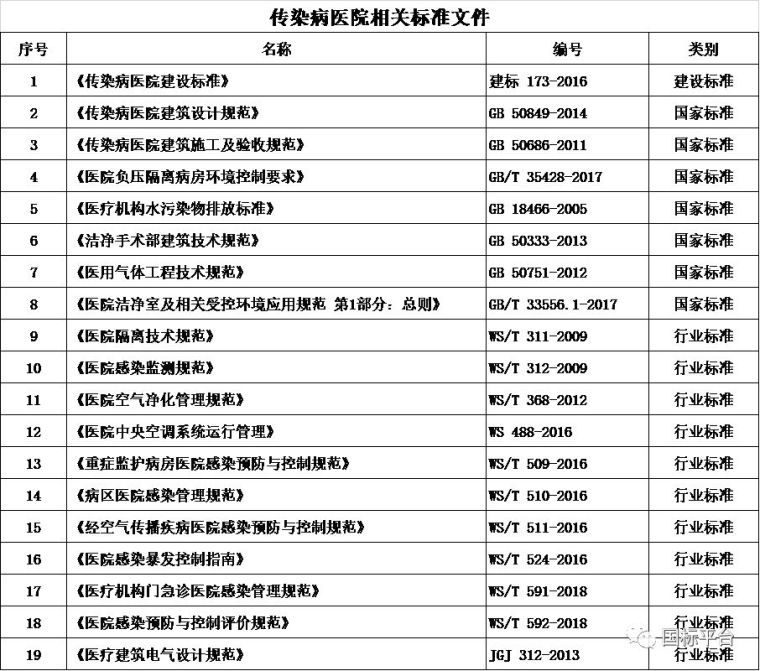 传染病医院相关标准文件
序号 名称 编号 类别
1 《传染病医院建设标准》 建标 173-2016 建设标准
2 《传染病医院建筑设计规范》 GB 50849-2014 国家标准
3 《传染病医院建筑施工及验收规范》 GB 50686-2011 国家标准
4 《医院负压隔离病房环境控制要求》 GB/T 35428-2017 国家标准
5 《医疗机构水污染物排放标准》 GB 18466-2005 国家标准
6 《洁净手术部建筑技术规范》 GB 50333-2013 国家标准
7 《医用气体工程技术规范》 GB 50751-2012 国家标准
8 《医院洁净室及相关受控环境应用规范 第1部分：总则》 GB/T 33556.1-2017 国家标准
9 《医院隔离技术规范》 WS/T 311-2009 行业标准
10 《医院感染监测规范》 WS/T 312-2009 行业标准
11 《医院空气净化管理规范》 WS/T 368-2012 行业标准
12 《医院中央空调系统运行管理》 WS 488-2016 行业标准
13 《重症监护病房医院感染预防与控制规范》 WS/T 509-2016 行业标准
14 《病区医院感染管理规范》 WS/T 510-2016 行业标准
15 《经空气传播疾病医院感染预防与控制规范》 WS/T 511-2016 行业标准
16 《医院感染暴发控制指南》 WS/T 524-2016 行业标准
17 《医疗机构门急诊医院感染管理规范》 WS/T 591-2018 行业标准
18 《医院感染预防与控制评价规范》 WS/T 592-2018 行业标准
19 《医疗建筑电气设计规范》 JGJ 312-2013 行业标准
国标平台